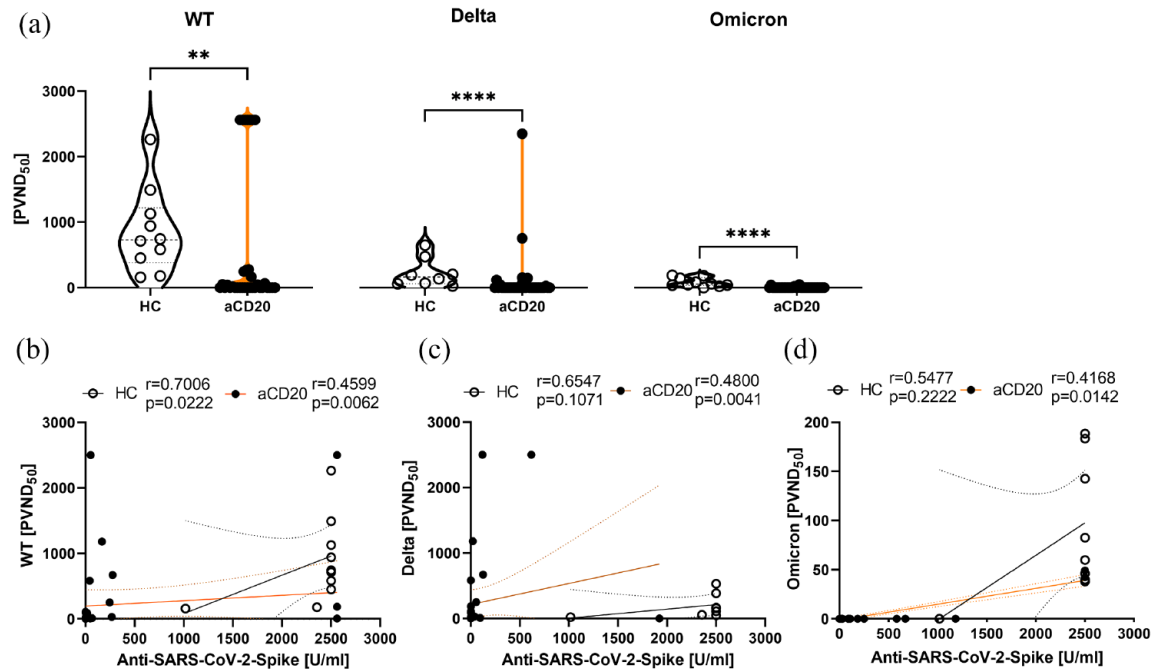 (a)
WT
Delta
Omicron
**
****
****
3000
2000
1000
0
[PVND50]
HC
aCD20
HC
aCD20
HC
aCD20
(b)
HC
r=0.7006
p=0.0222
aCD20
r=0.4599
p=0.0062
3000
2000
1000
0
WT [PVND50]
0
500
1000
1500
2000
2500
3000
Anti-SARS-CoV-2-Spike [U/ml]
(c)
HC
r=0.6547
p=0.1071
aCD20
r=0.4800
p=0.0041
3000
2000
1000
0
Delta [PVND50]
0
500
1000
1500
2000
2500
3000
Anti-SARS-CoV-2-Spike [U/ml]
(d)
HC
r=0.5477
p=0.2222
aCD20
r=0.4168
p=0.0142
200
150
100
50
0
Omicron [PVND50]
0
500
1000
1500
2000
2500
3000
Anti-SARS-CoV-2-Spike [U/ml]